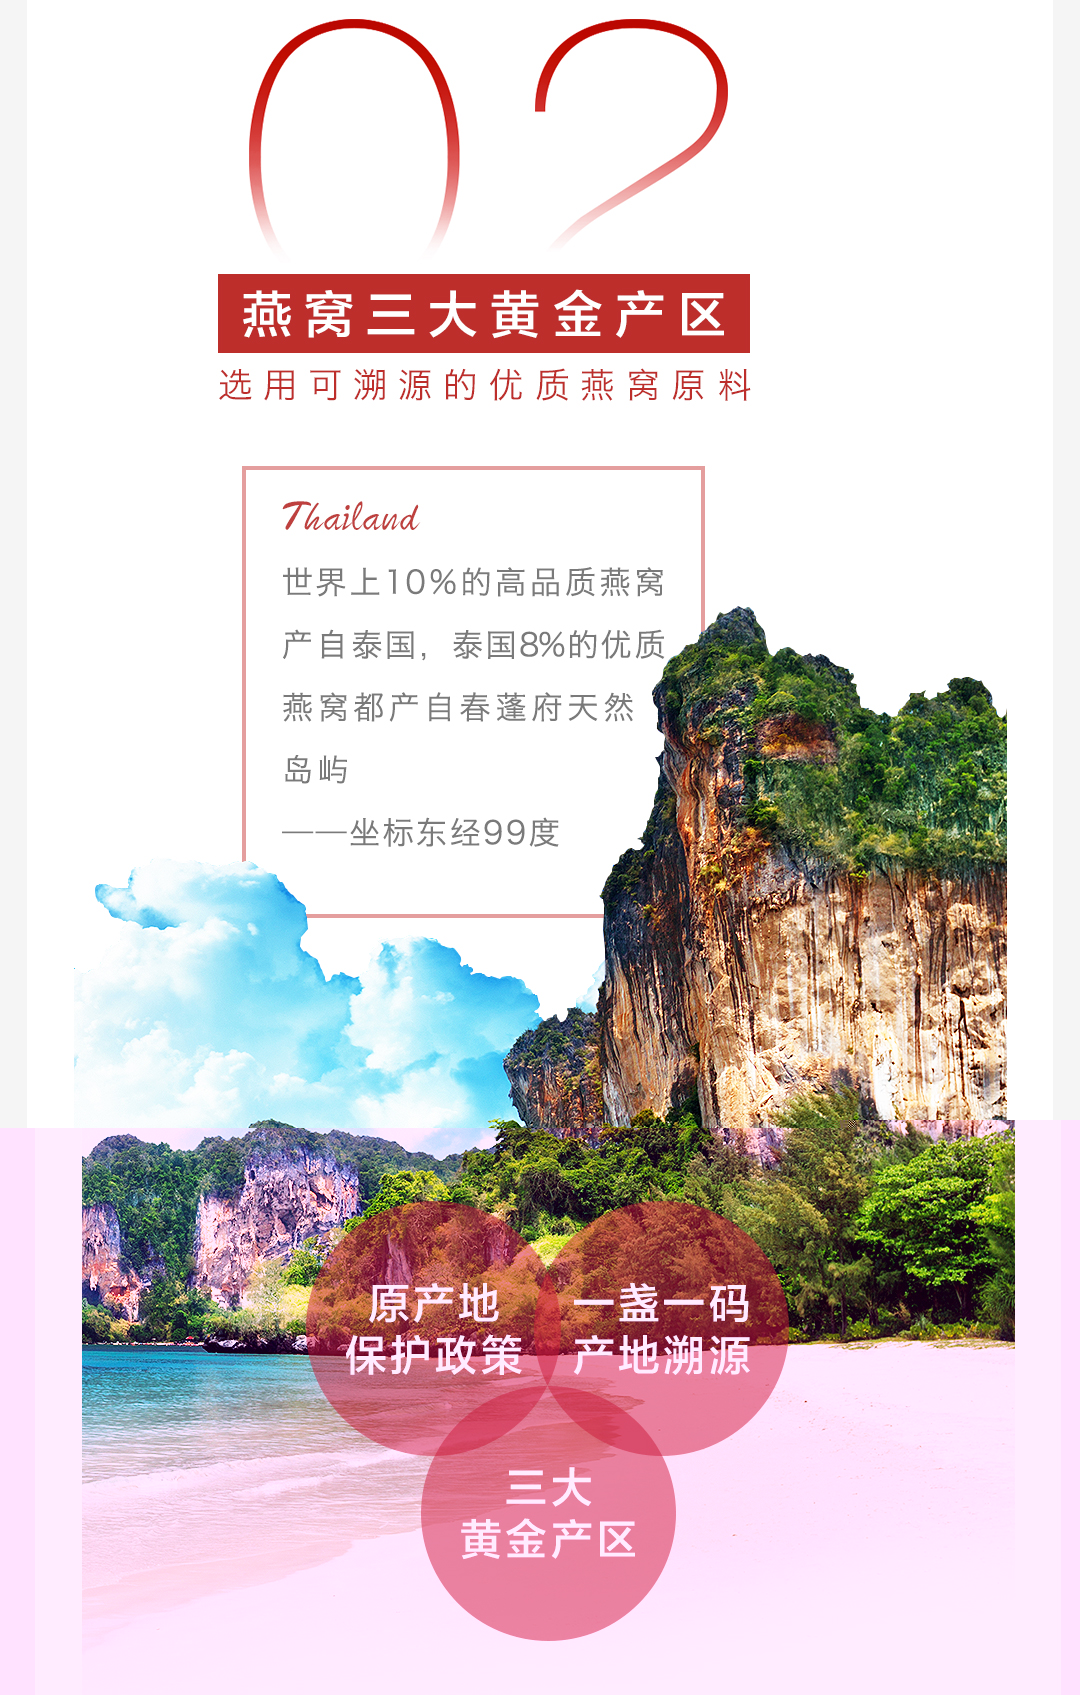 02
燕窝三大黄金产区
选用可溯源的优质燕窝原料
Thailand
世界上10%的高品质燕窝
产自泰国，泰国8%的优质
燕窝都产自春蓬府天然
岛屿
——坐标东经99度
原产地
保护政策
一盏一码
产地溯源
三大
黄金产区